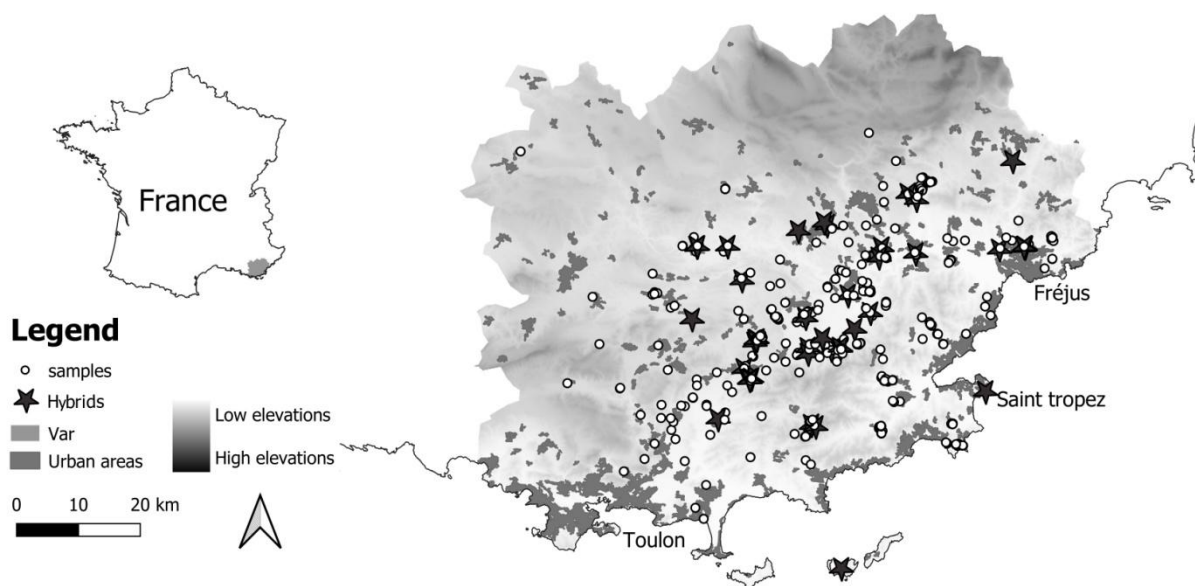 France
Fréjus
Saint tropez
Toulon
Legend
samples
Hybrids
Var
Urban areas
Low elevations
High elevations
0 10 20 km